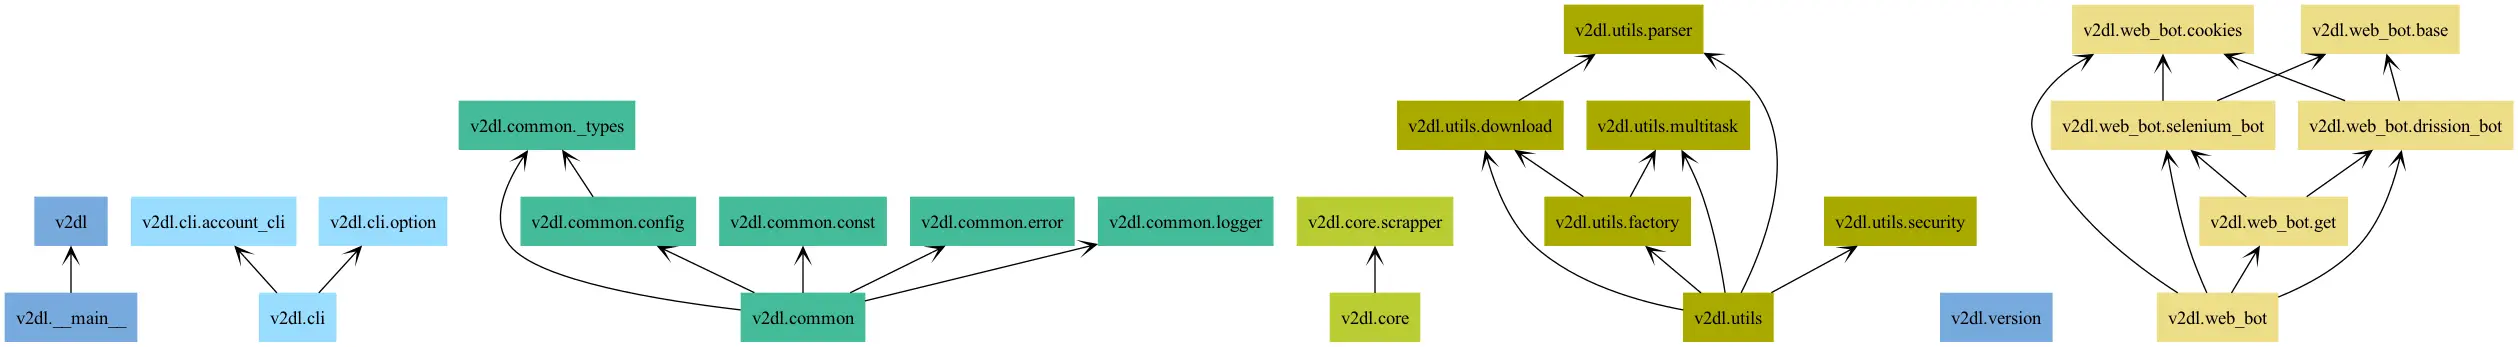 v2dl.utils.parser
v2dl.web_bot.cookies
v2dl.web_bot.base
v2dl.common._types
v2dl.utils.download
v2dl.utils.multitask
v2dl.web_bot.selenium_bot
v2dl.web_bot.drission_bot
v2dl
v2dl.cli.account_cli
v2dl.cli.option
v2dl.common.config
v2dl.common.const
v2dl.common.error
v2dl.common.logger
v2dl.core.scrapper
v2dl.utils.factory
v2dl.utils.security
v2dl.web_bot.get
v2dl.__main__
v2dl.cli
v2dl.common
v2dl.core
v2dl.utils
v2dl.version
v2dl.web_bot